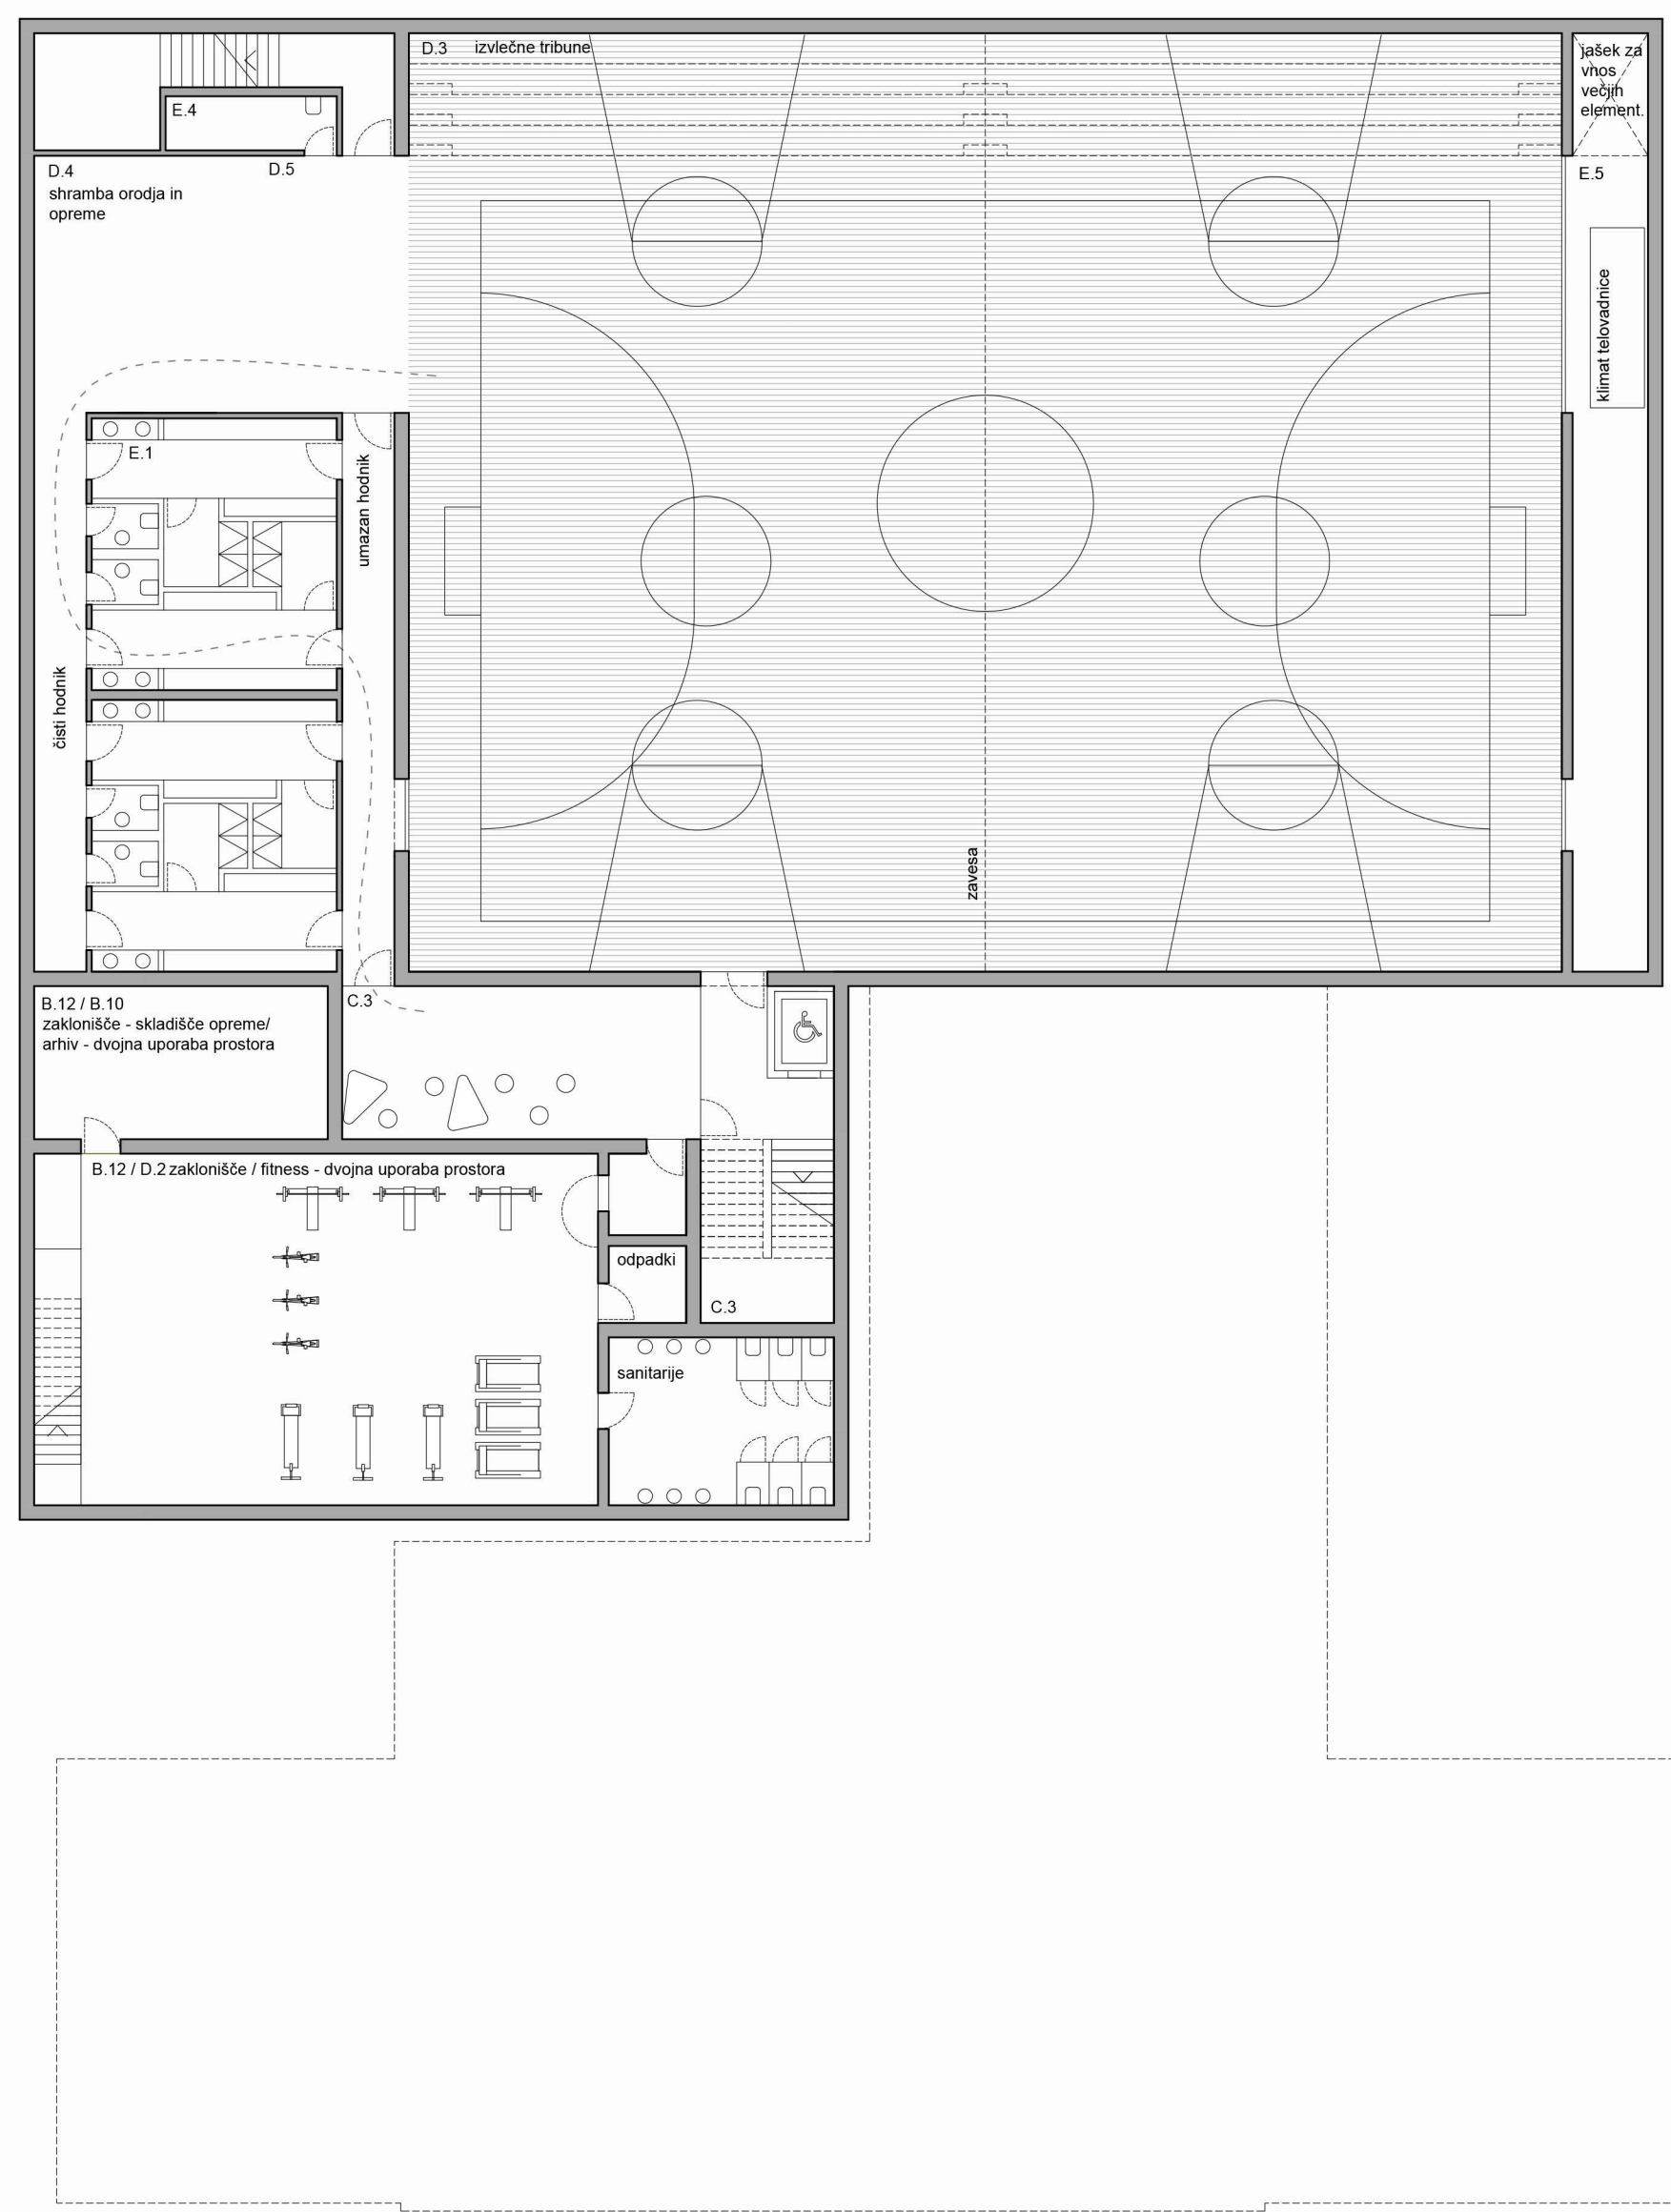 D.3 izvlečne tribune
jašek za
vnos
večjih
element.
E.4
D.4
shramba orodja in
opreme
D.5
E.5
klimat telovadnice
E.1
umazan hodnik
čisti hodnik
zavesa
B.12 / B.10
zaklonišče - skladišče opreme/
arhiv - dvojna uporaba prostora
C.3
B.12 / D.2 zaklonišče / fitness - dvojna uporaba prostora
odpadki
C.3
sanitarije